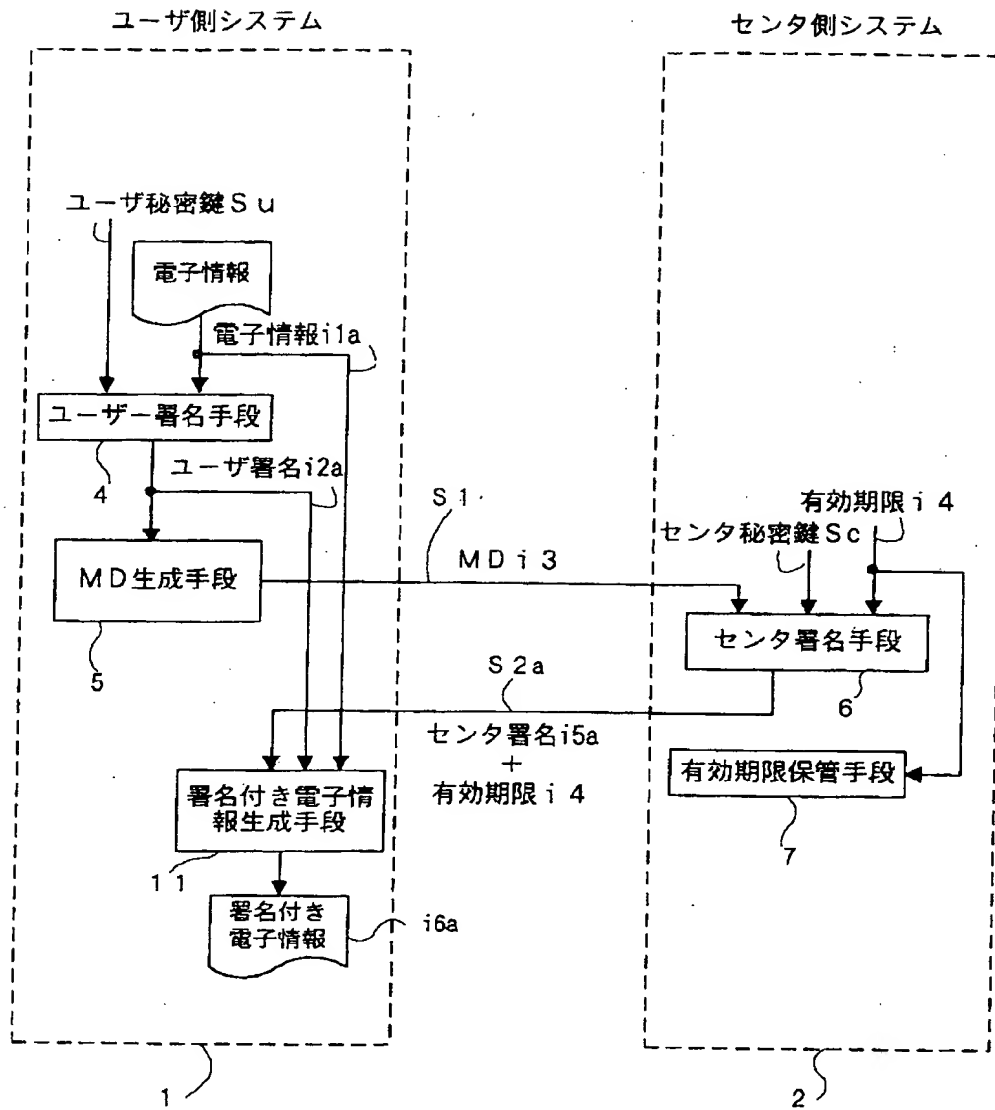 ユーザ側システム
センタ側システム
ユーザ秘密鍵Ｓｕ
電子情報
電子情報i1a
ユーザー署名手段
4
ユーザ署名i2a
ＭＤ生成手段
5
Ｓ１
ＭＤｉ３
有効期限ｉ４
センタ秘密鍵Sc
センタ署名手段
6
Ｓ２a
センタ署名i5a
＋
有効期限ｉ４
有効期限保管手段
7
署名付き電子情
報生成手段
１１
署名付き
電子情報
i6a
1
2